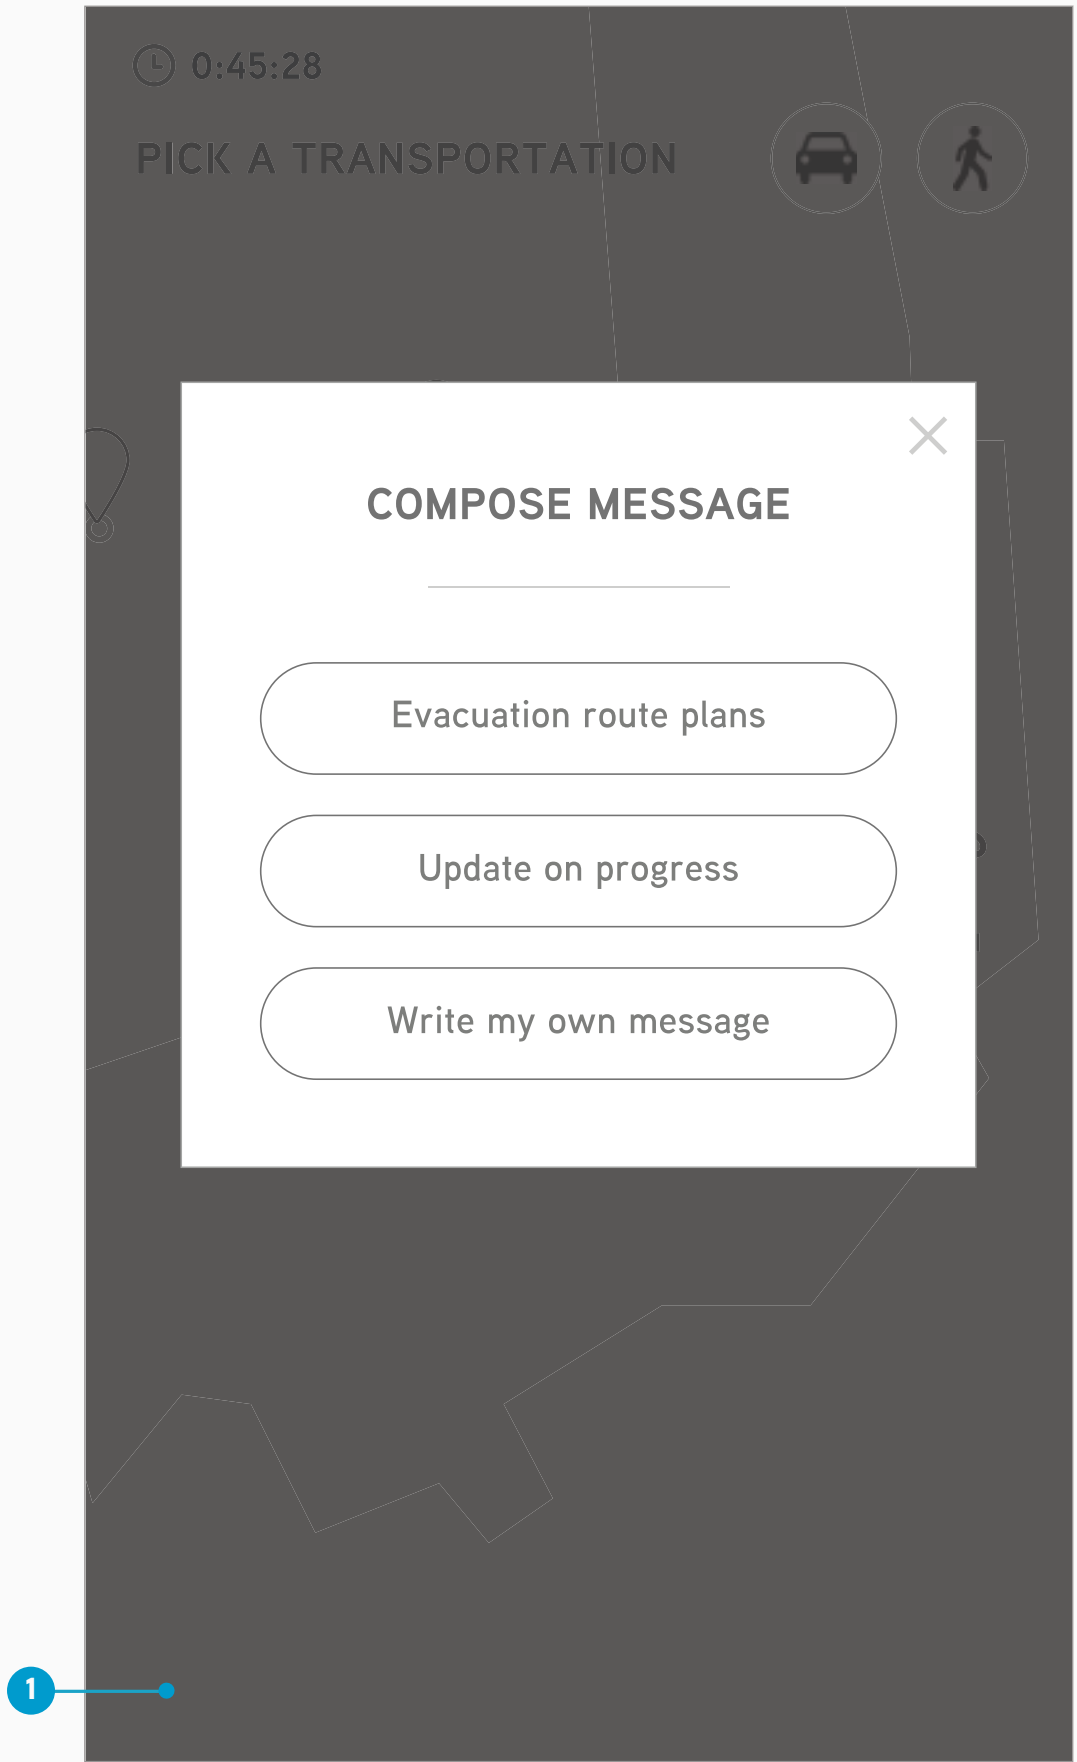 0:45:28
PICK A TRANSPORTATION
COMPOSE MESSAGE
Evacuation route plans
Update on progress
Write my own message
1